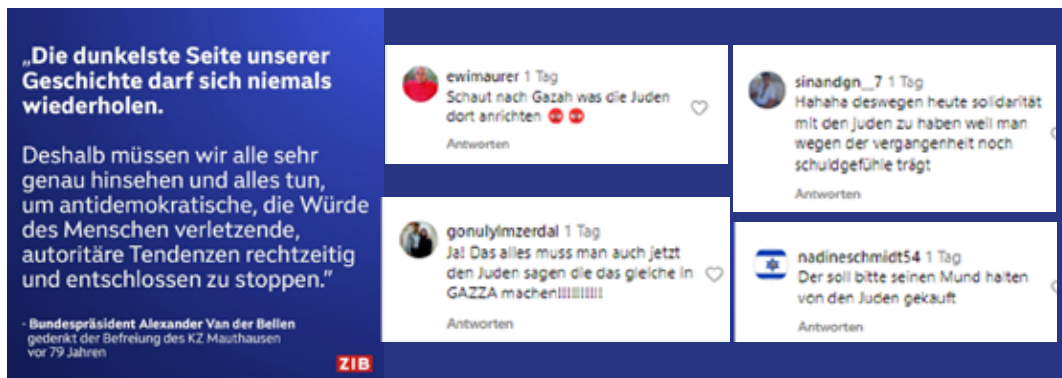 „Die dunkelste Seite unserer
Geschichte darf sich niemals
wiederholen.
Deshalb müssen wir alle sehr
genau hinsehen und alles tun,
um antidemokratische, die Würde
des Menschen verletzende,
autoritäre Tendenzen rechtzeitig
und entschlossen zu stoppen.”
- Bundespräsident Alexander Van der Bellen
gedenkt der Befreiung des KZ Mauthausen
vor 79 Jahren
ZIB
ewimaurer 1 Tag
Schaut nach Gazah was die Juden
dort anrichten
Antworten
gonulylmzerdal 1 Tag
Ja! Das alles muss man auch jetzt
den Juden sagen die das gleiche in
GAZZA machen!!!!!!!!!!
Antworten
sinandgn__7 1 Tag
Hahaha deswegen heute solidarität
mit den Juden zu haben weil man
wegen der vergangenheit noch
schuldgefühle trägt
Antworten
nadineschmidt54 1 Tag
Der soll bitte seinen Mund halten
von den Juden gekauft
Antworten